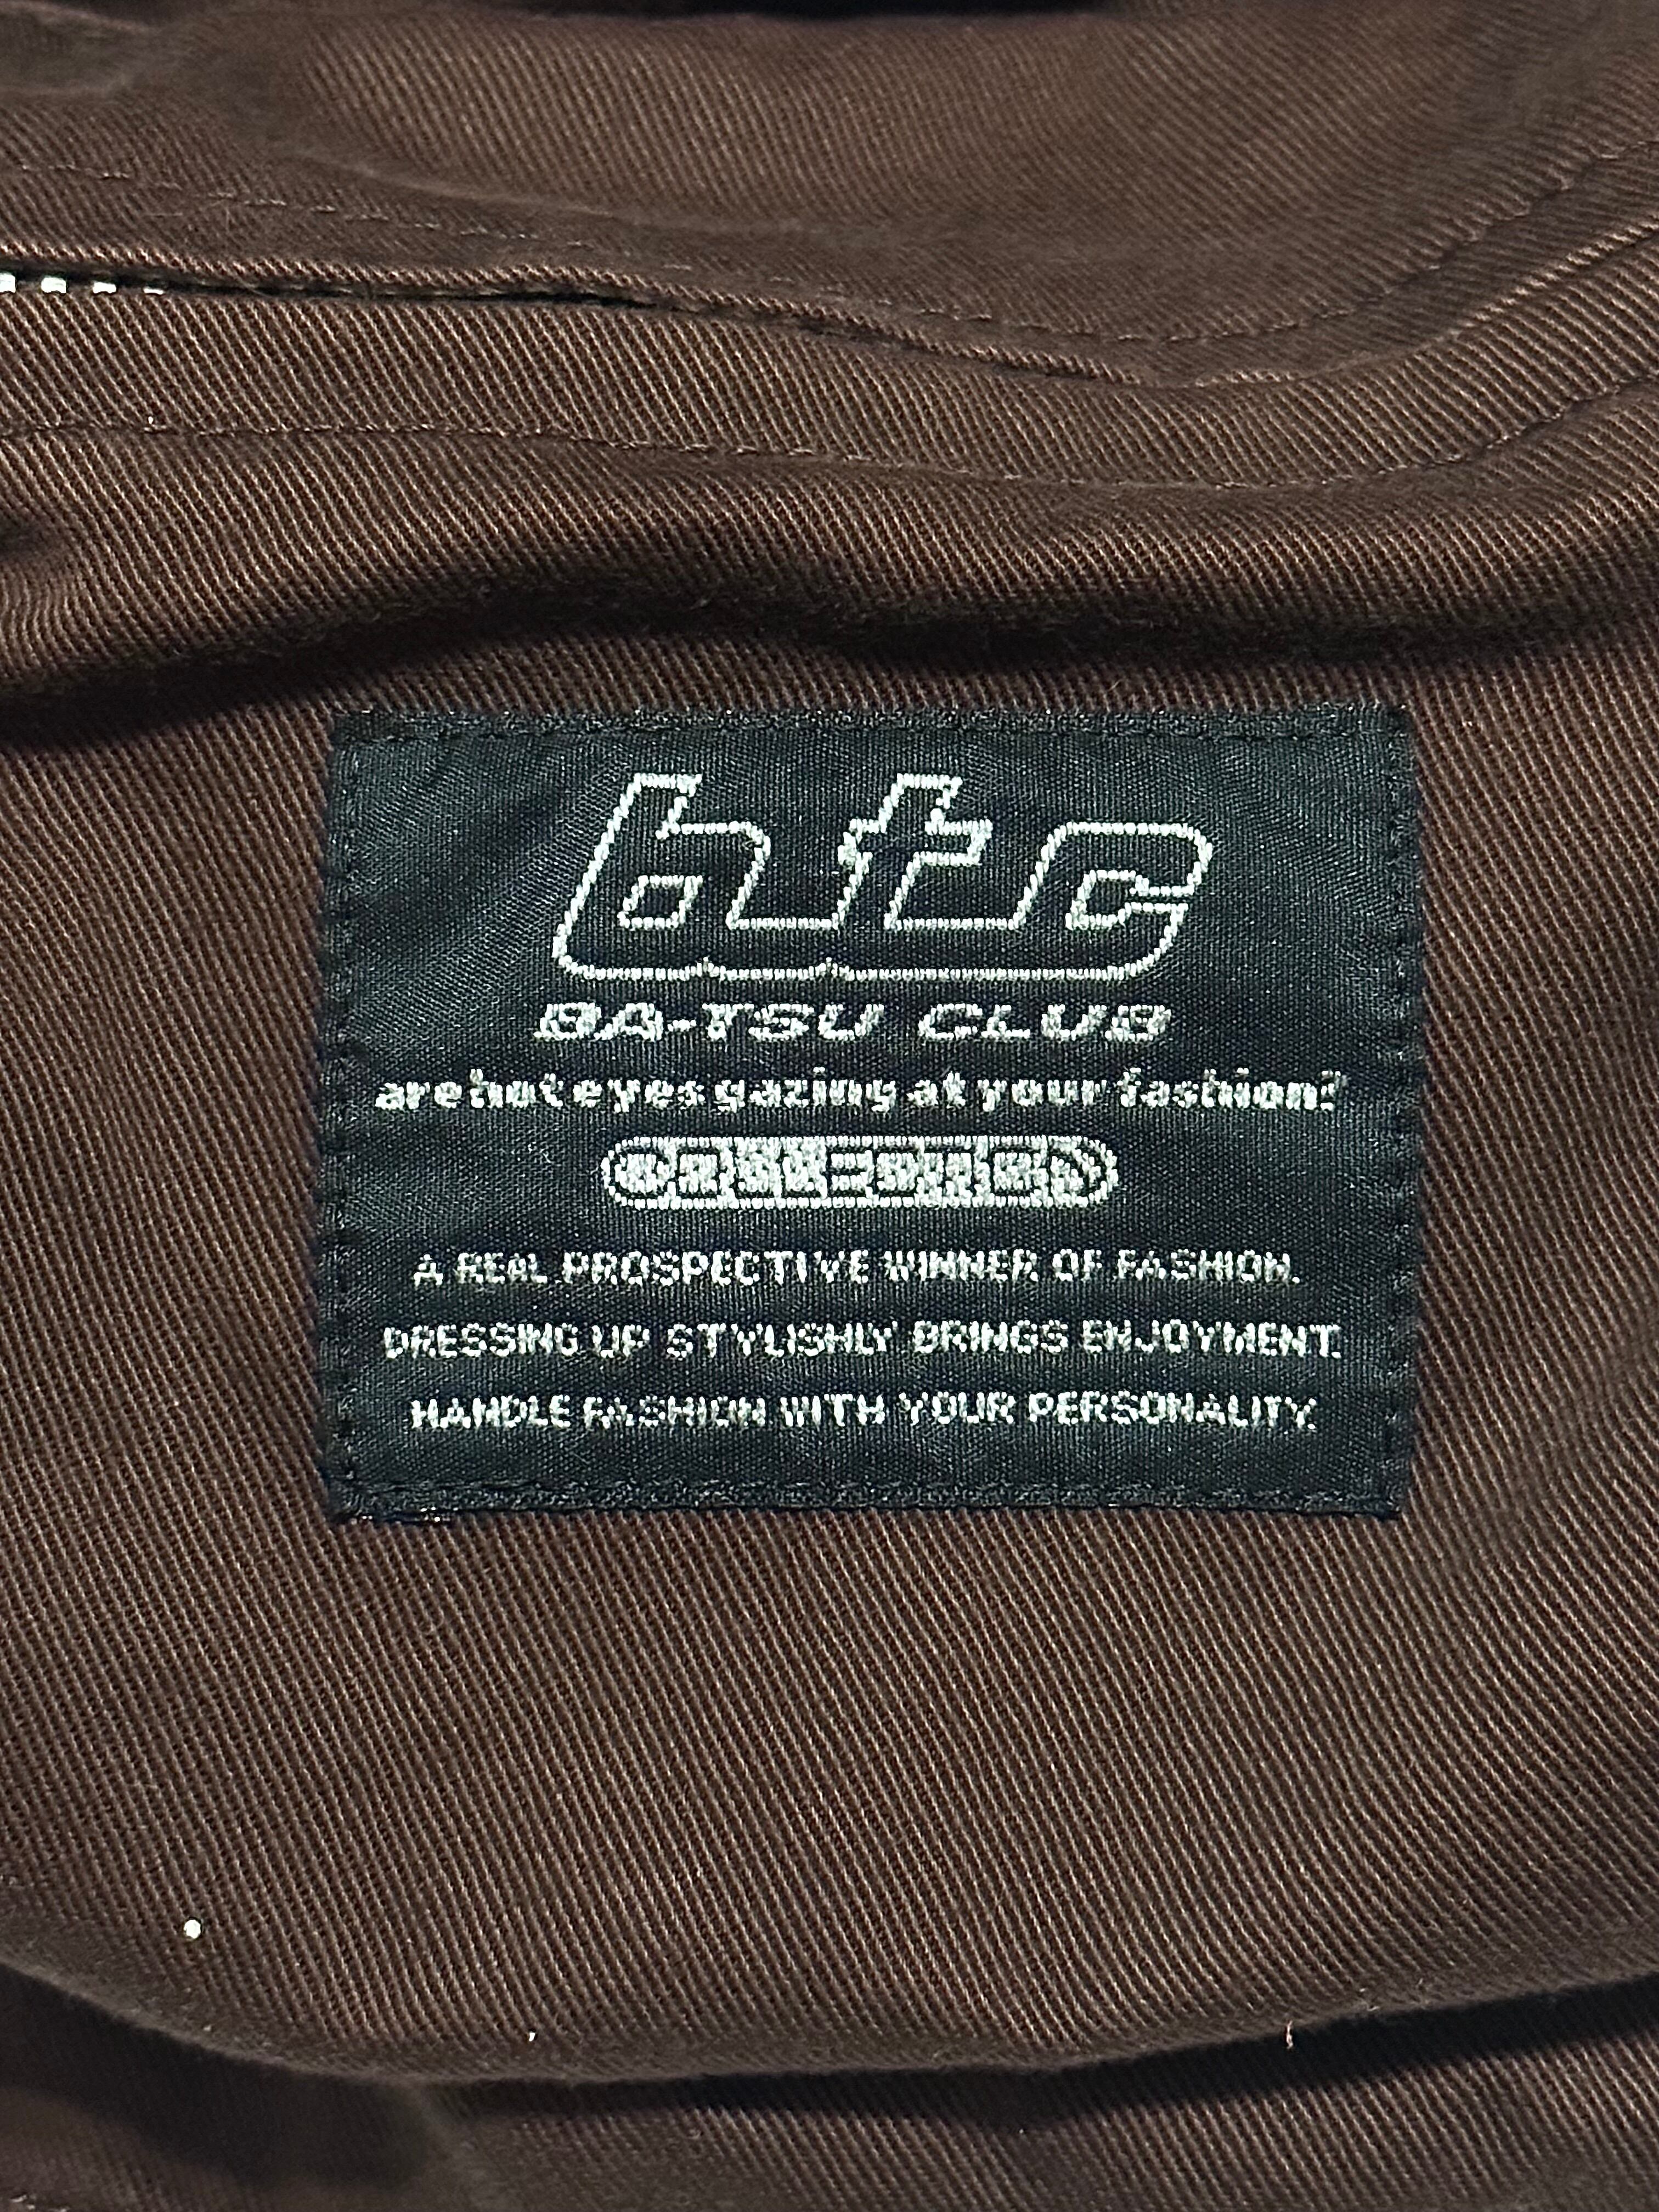 btc
BA-TSU CLUB
are hot eyes gazing at your fashion?
A REAL PROSPECTIVE WINNER OF FASHION.
DRESSING UP STYLISHLY BRINGS ENJOYMENT.
HANDLE FASHION WITH YOUR PERSONALITY.